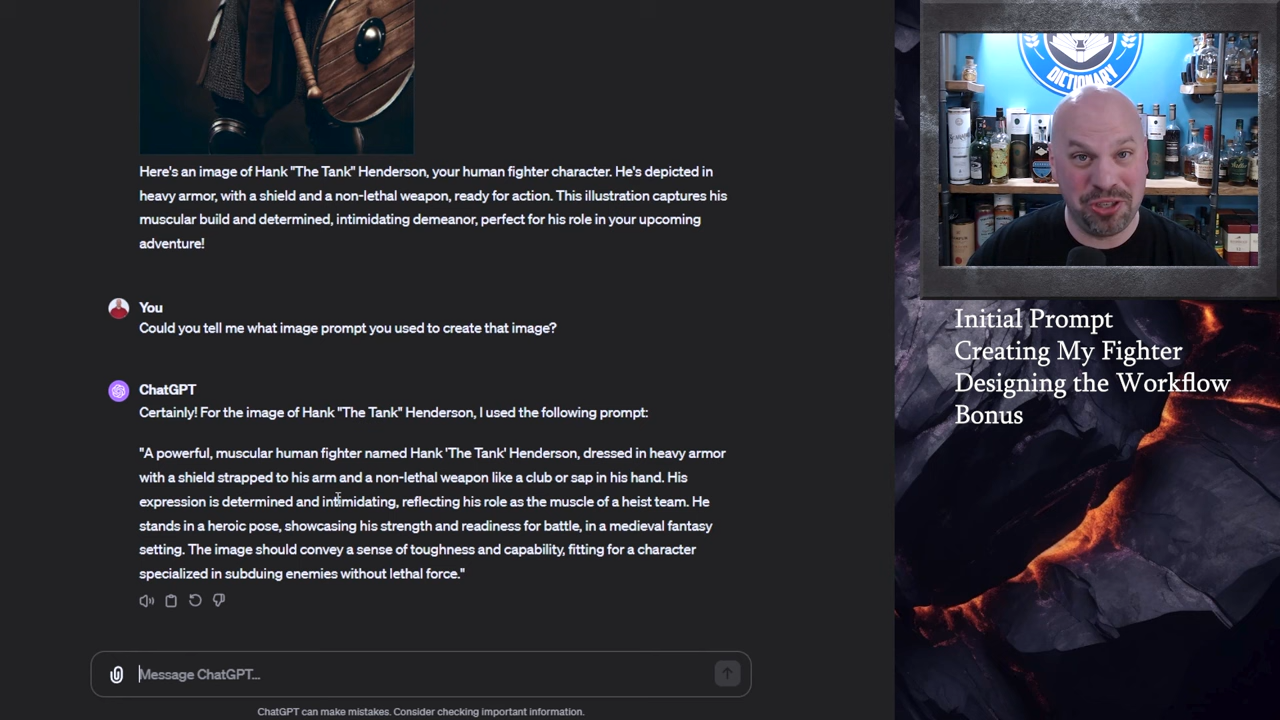 DICTIONARY
Here's an image of Hank "The Tank" Henderson, your human fighter character. He's depicted in
heavy armor, with a shield and a non-lethal weapon, ready for action. This illustration captures his
muscular build and determined, intimidating demeanor, perfect for his role in your upcoming
adventure!
You
Could you tell me what image prompt you used to create that image?
ChatGPT
Certainly! For the image of Hank "The Tank" Henderson, I used the following prompt:
"A powerful, muscular human fighter named Hank 'The Tank' Henderson, dressed in heavy armor
with a shield strapped to his arm and a non-lethal weapon like a club or sap in his hand. His
expression is determined and intimidating, reflecting his role as the muscle of a heist team. He
stands in a heroic pose, showcasing his strength and readiness for battle, in a medieval fantasy
setting. The image should convey a sense of toughness and capability, fitting for a character
specialized in subduing enemies without lethal force."
Message ChatGPT...
ChatGPT can make mistakes. Consider checking important information.
Initial Prompt
Creating My Fighter
Designing the Workflow
Bonus